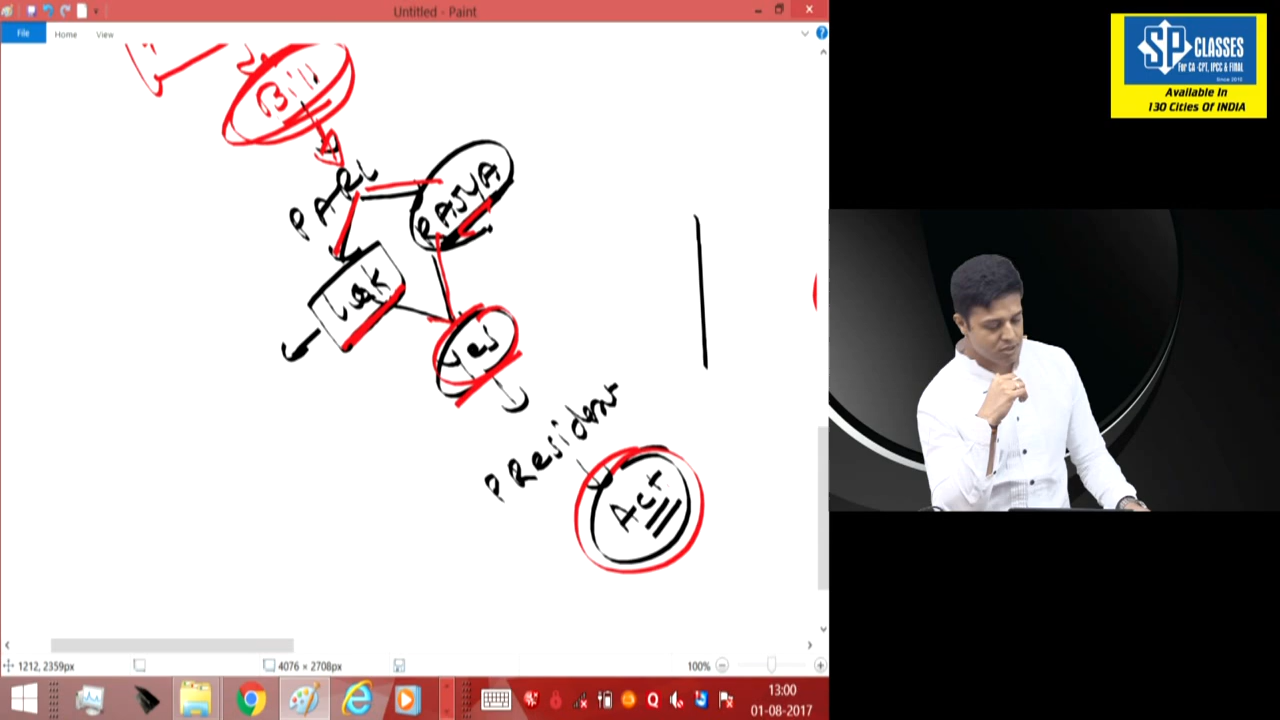 Untitled - Paint
File Home View
Bill
PARL
RAJYA
Lok
Yes
PResident
Act
SP CLASSES
For CA -CPT, IPCC & FINAL
Since 2010
Available In
130 Cities Of INDIA
1212, 2359px
4076 × 2708px
100%
13:00
01-08-2017